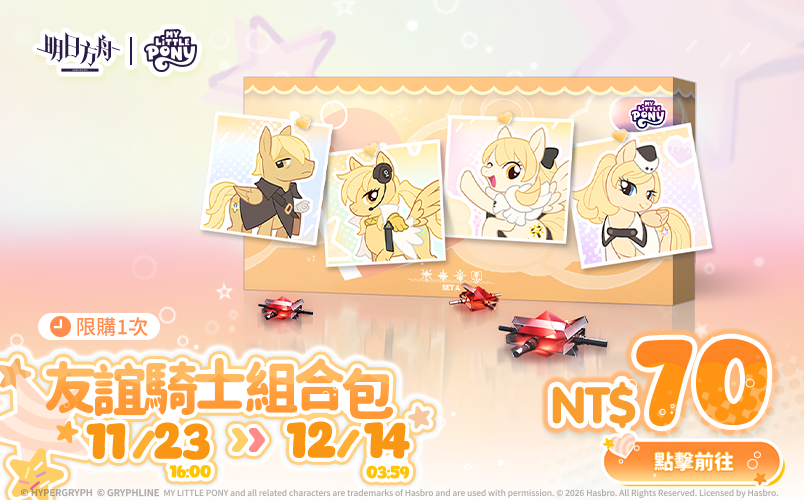 明日方舟
MY LITTLE PONY
MY LITTLE PONY
SET A
限購1次
友誼騎士組合包
11/23 12/14
16:00 03:59
NT$70
點擊前往
© HYPERGRYPH © GRYPHLINE MY LITTLE PONY and all related characters are trademarks of Hasbro and are used with permission. © 2026 Hasbro. All Rights Reserved. Licensed by Hasbro.